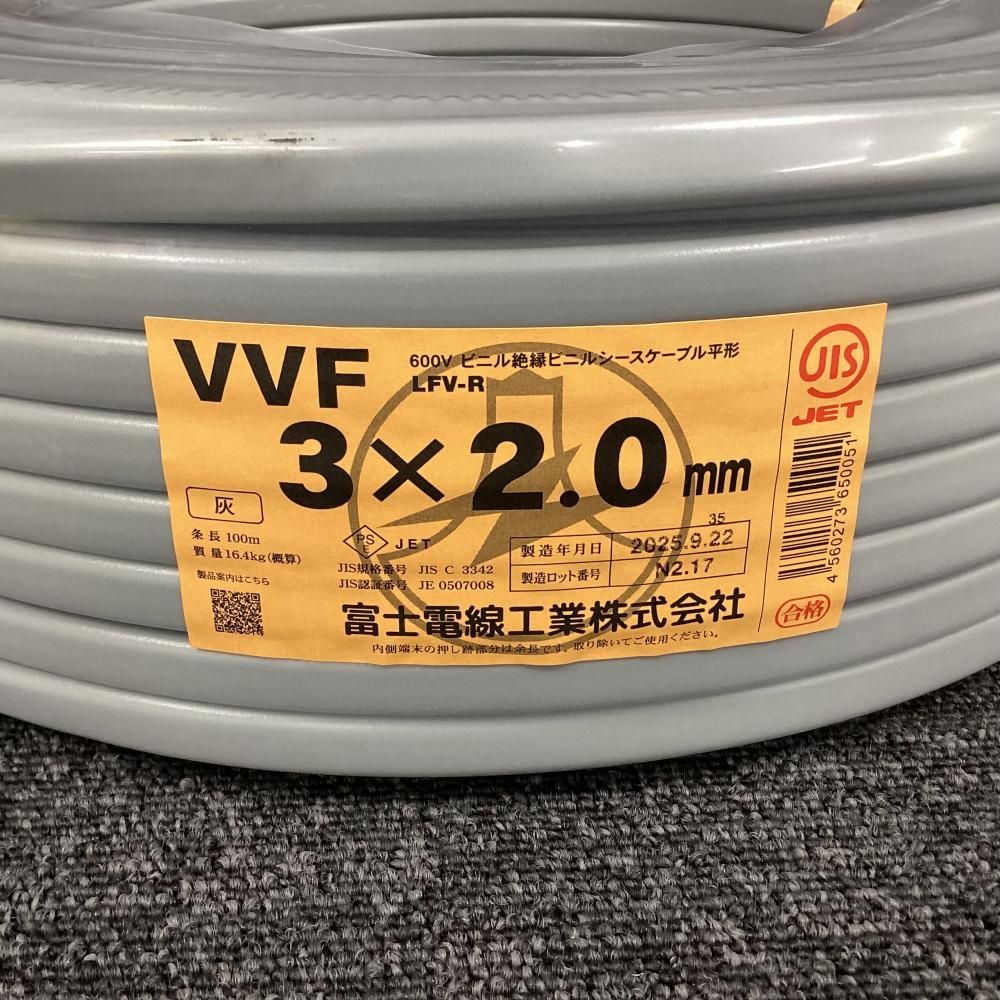 VVF
600V ビニル絶縁ビニルシースケーブル平形
LFV-R
3×2.0mm
灰
条長 100m
質量 16.4kg(概算)
製品案内はこちら
PS
E
JET
JIS規格番号 JIS C 3342
JIS認証番号 JE 0507008
35
製造年月日 2025.9.22
製造ロット番号 N2.17
富士電線工業株式会社
内側端末の押し跡部分は余長です。取り除いてご使用ください。
JIS
JET
4560273650051
合格